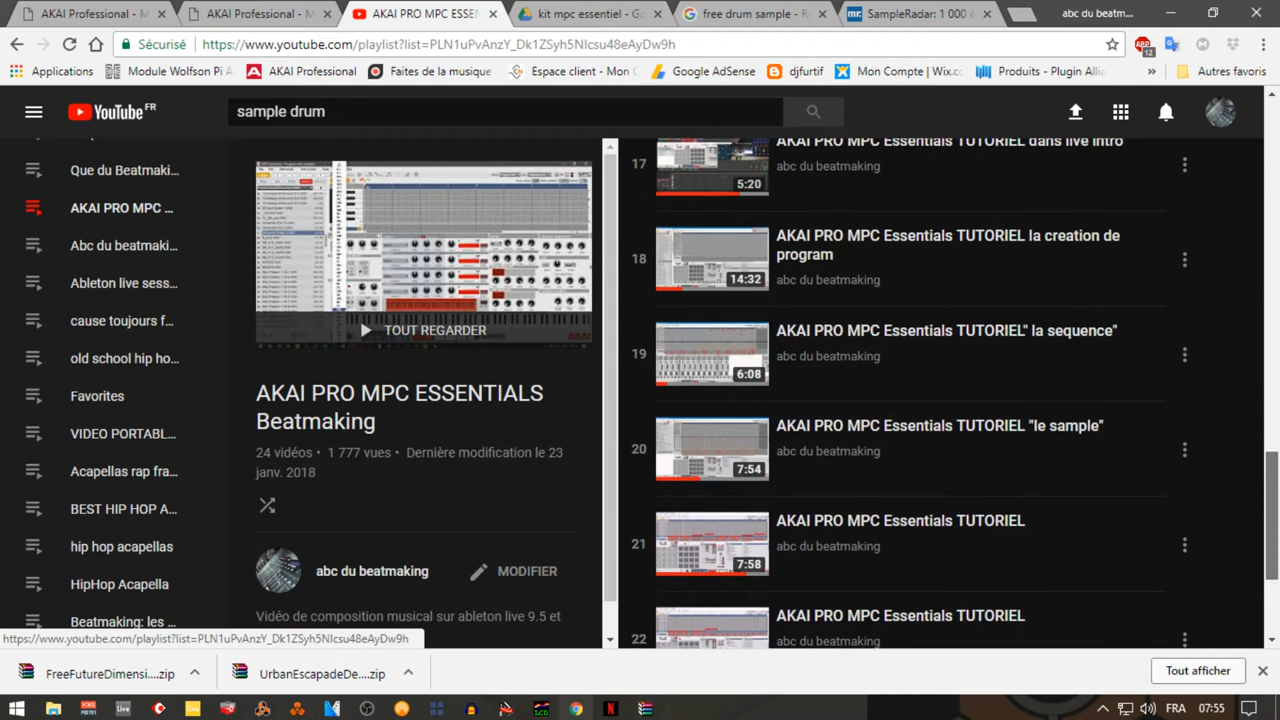 AKAI Professional - M
AKAI Professional - M
AKAI PRO MPC ESSEN
kit mpc essentiel - Go
free drum sample - Re
SampleRadar: 1 000 é
abc du beatm...
Sécurisé
https://www.youtube.com/playlist?list=PLN1uPvAnzY_Dk1ZSyh5NIcsu48eAyDw9h
ABP
12
Applications
Module Wolfson Pi A
AKAI Professional
Faites de la musique
Espace client - Mon C
Google AdSense
djfurtif
Mon Compte | Wix.co
Produits - Plugin Allia
»
Autres favoris
YouTube FR
sample drum
Que du Beatmaki...
AKAI PRO MPC ...
Abc du beatmaki...
Ableton live sess...
cause toujours f...
old school hip ho...
Favorites
VIDEO PORTABL...
Acapellas rap fra...
BEST HIP HOP A...
hip hop acapellas
HipHop Acapella
Beatmaking: les ...
TOUT REGARDER
AKAI PRO MPC ESSENTIALS
Beatmaking
24 vidéos • 1 777 vues • Dernière modification le 23
janv. 2018
abc du beatmaking
MODIFIER
Vidéo de composition musical sur ableton live 9.5 et
17
5:20
AKAI PRO MPC Essentials TUTORIEL dans live intro
abc du beatmaking
18
14:32
AKAI PRO MPC Essentials TUTORIEL la creation de
program
abc du beatmaking
19
6:08
AKAI PRO MPC Essentials TUTORIEL" la sequence"
abc du beatmaking
20
7:54
AKAI PRO MPC Essentials TUTORIEL "le sample"
abc du beatmaking
21
7:58
AKAI PRO MPC Essentials TUTORIEL
abc du beatmaking
22
AKAI PRO MPC Essentials TUTORIEL
abc du beatmaking
https://www.youtube.com/playlist?list=PLN1uPvAnzY_Dk1ZSyh5NIcsu48eAyDw9h
FreeFutureDimensi....zip
UrbanEscapadeDe....zip
Tout afficher
FRA
07:55